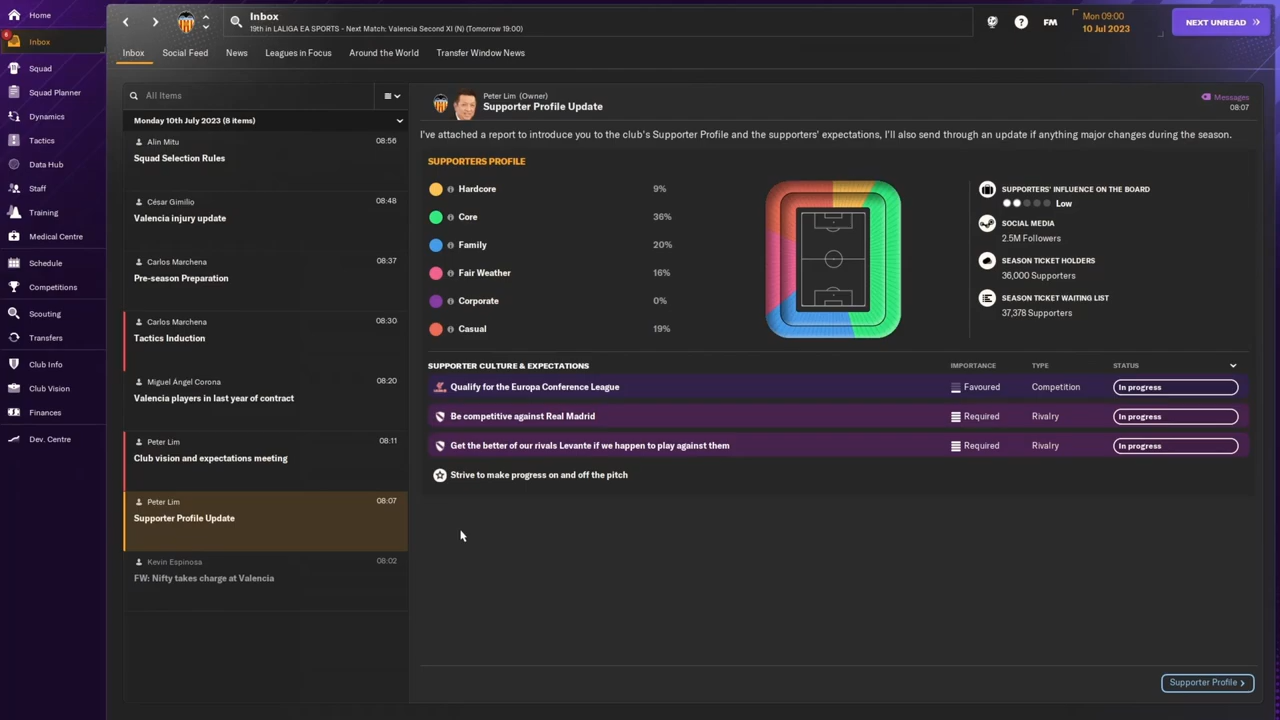 Home
6
Inbox
Squad
Squad Planner
Dynamics
Tactics
Data Hub
Staff
Training
Medical Centre
Schedule
Competitions
Scouting
Transfers
Club Info
Club Vision
Finances
Dev. Centre
Inbox
19th in LALIGA EA SPORTS - Next Match: Valencia Second XI (N) (Tomorrow 19:00)
?
FM
Mon 09:00
10 Jul 2023
NEXT UNREAD
Inbox Social Feed News Leagues in Focus Around the World Transfer Window News
All Items
Monday 10th July 2023 (8 items)
Alin Mitu 08:56
Squad Selection Rules
César Gimilio 08:48
Valencia injury update
Carlos Marchena 08:37
Pre-season Preparation
Carlos Marchena 08:30
Tactics Induction
Miguel Ángel Corona 08:20
Valencia players in last year of contract
Peter Lim 08:11
Club vision and expectations meeting
Peter Lim 08:07
Supporter Profile Update
Kevin Espinosa 08:02
FW: Nifty takes charge at Valencia
Peter Lim (Owner)
Supporter Profile Update
Messages
08:07
I've attached a report to introduce you to the club's Supporter Profile and the supporters' expectations, I'll also send through an update if anything major changes during the season.
SUPPORTERS PROFILE
Hardcore 9%
Core 36%
Family 20%
Fair Weather 16%
Corporate 0%
Casual 19%
SUPPORTERS' INFLUENCE ON THE BOARD
Low
SOCIAL MEDIA
2.5M Followers
SEASON TICKET HOLDERS
36,000 Supporters
SEASON TICKET WAITING LIST
37,378 Supporters
SUPPORTER CULTURE & EXPECTATIONS IMPORTANCE TYPE STATUS
Qualify for the Europa Conference League Favoured Competition In progress
Be competitive against Real Madrid Required Rivalry In progress
Get the better of our rivals Levante if we happen to play against them Required Rivalry In progress
Strive to make progress on and off the pitch
Supporter Profile